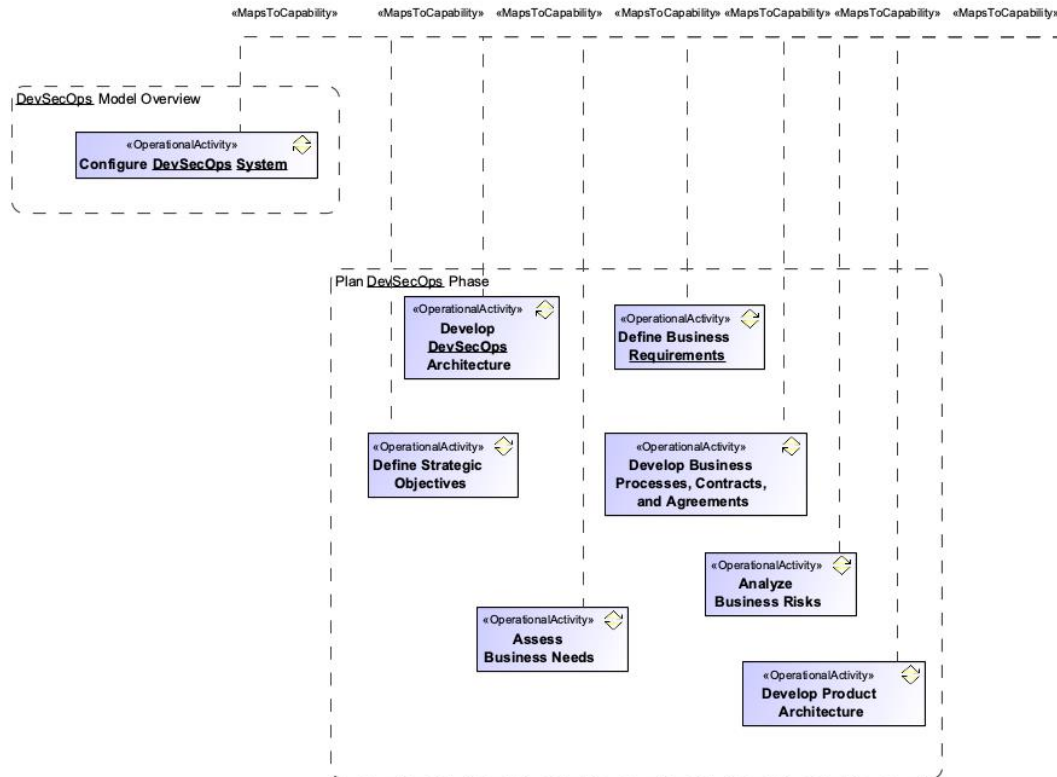 «MapsToCapability» «MapsToCapability» «MapsToCapability» «MapsToCapability» «MapsToCapability» «MapsToCapability» «MapsToCapability»
DevSecOps Model Overview
«OperationalActivity»
Configure DevSecOps System
Plan DevSecOps Phase
«OperationalActivity»
Develop
DevSecOps
Architecture
«OperationalActivity»
Define Business
Requirements
«OperationalActivity»
Define Strategic
Objectives
«OperationalActivity»
Develop Business
Processes, Contracts,
and Agreements
«OperationalActivity»
Analyze
Business Risks
«OperationalActivity»
Assess
Business Needs
«OperationalActivity»
Develop Product
Architecture